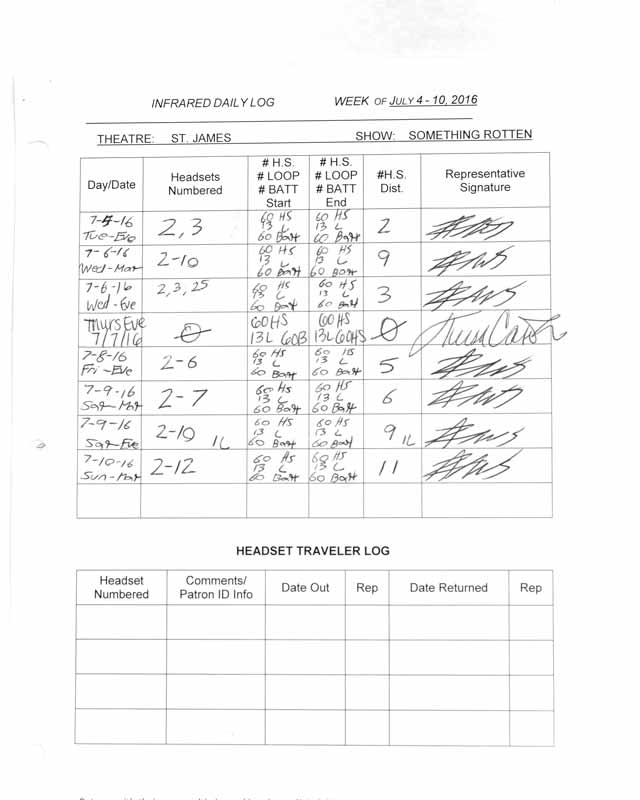 INFRARED DAILY LOG WEEK OF JULY 4 - 10, 2016
THEATRE: ST. JAMES SHOW: SOMETHING ROTTEN
Day/Date Headsets Numbered # H.S. # LOOP # BATT Start # H.S. # LOOP # BATT End #H.S. Dist. Representative Signature
7-5-16 Tue-Eve 2,3 60 HS 13 L 60 Batt 60 HS 13 L 60 Batt 2
7-6-16 Wed-Mat 2-10 60 HS 13 L 60 Batt 60 HS 13 L 60 Batt 9
7-6-16 Wed-Eve 2,3,25 60 HS 13 L 60 Batt 60 HS 13 L 60 Batt 3
Thurs Eve 7/7/16 0 60HS 13L 60B 60HS 13L 60HS 0
7-8-16 Fri-Eve 2-6 60 HS 13 L 60 Batt 60 HS 13 L 60 Batt 5
7-9-16 Sat-Mat 2-7 60 HS 13 L 60 Batt 60 HS 13 L 60 Batt 6
7-9-16 Sat-Eve 2-10 1L 60 HS 13 L 60 Batt 60 HS 13 L 60 Batt 9 1L
7-10-16 Sun-Mat 2-12 60 HS 13 L 60 Batt 60 HS 13 L 60 Batt 11
HEADSET TRAVELER LOG
Headset Numbered Comments/ Patron ID Info Date Out Rep Date Returned Rep